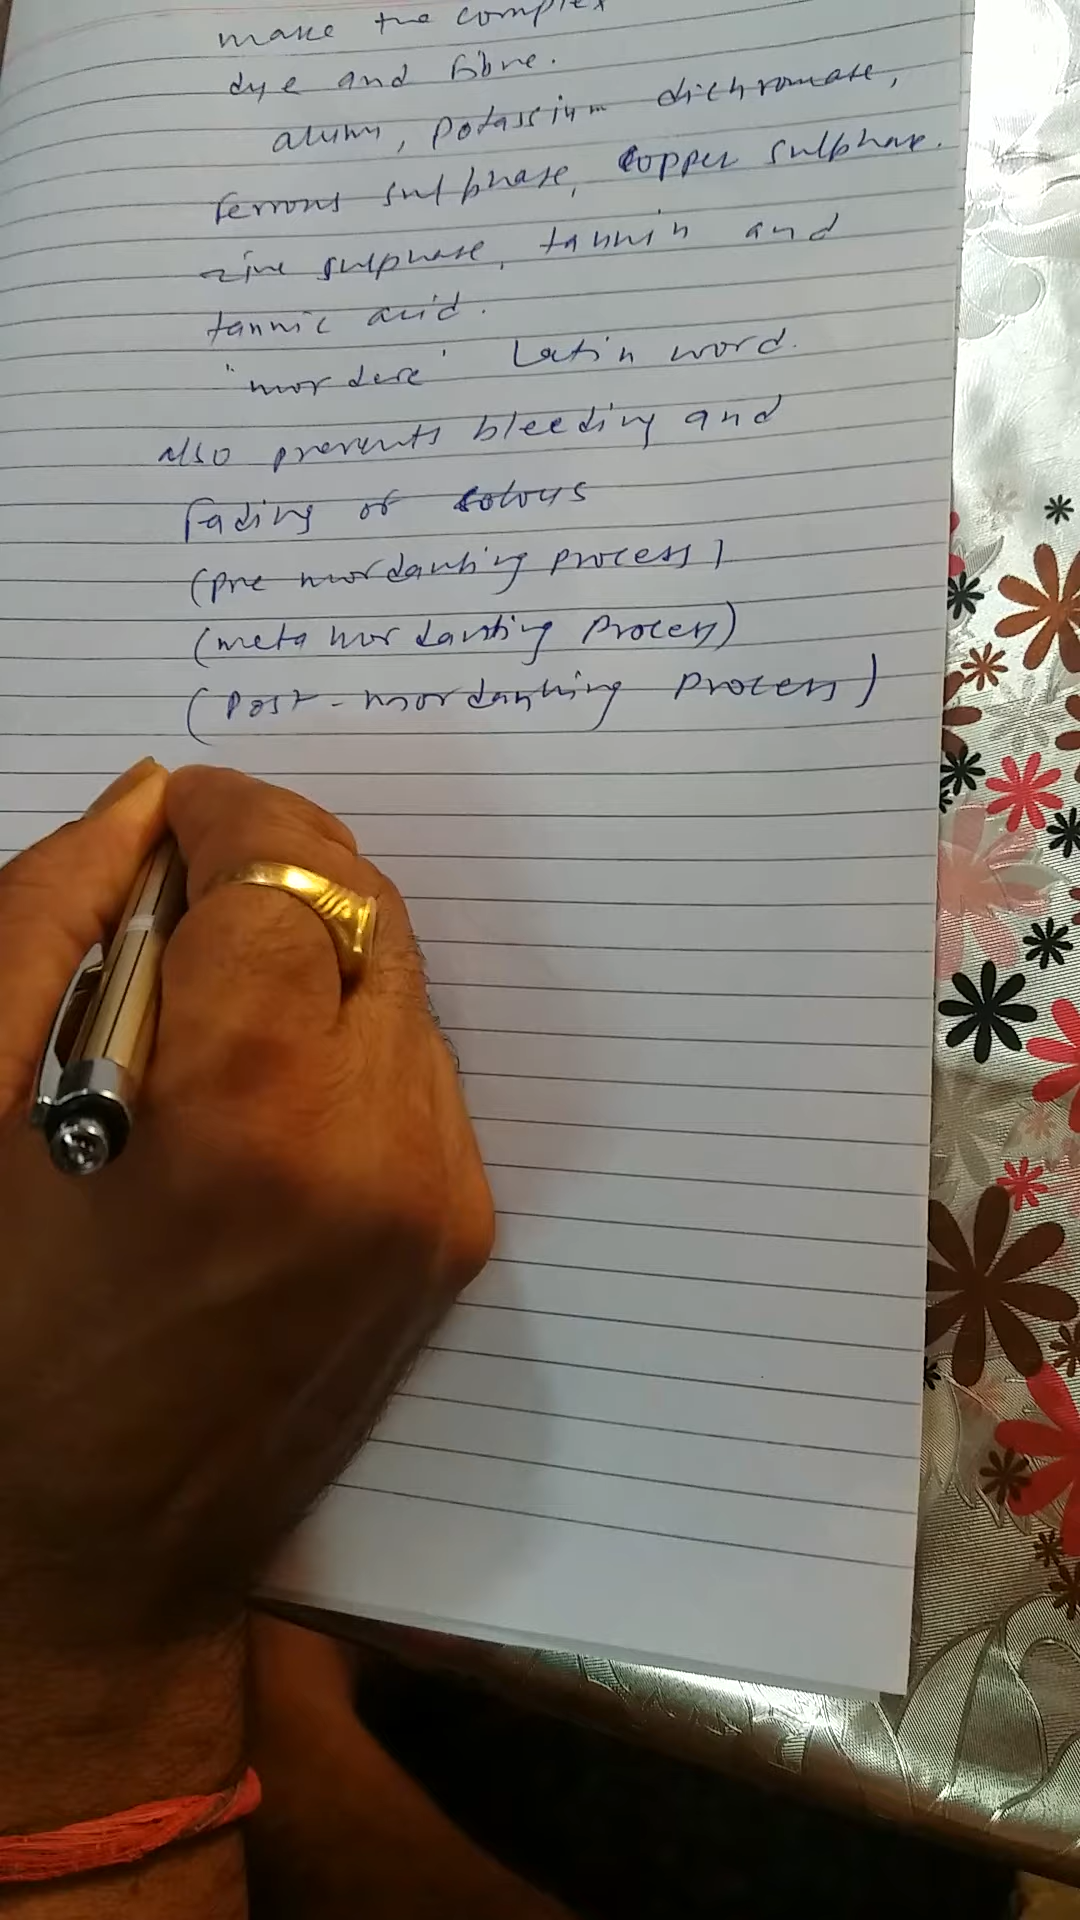 make the complex
dye and fibre.
alum, potassium dichromate,
ferrous sulphate, copper sulphate.
zinc sulphate, tannin and
tannic acid.
"mordere" Latin word.
also prevents bleeding and
fading of colours
(pre mordanting process)
(meta mordanting process)
(Post-mordanting process)